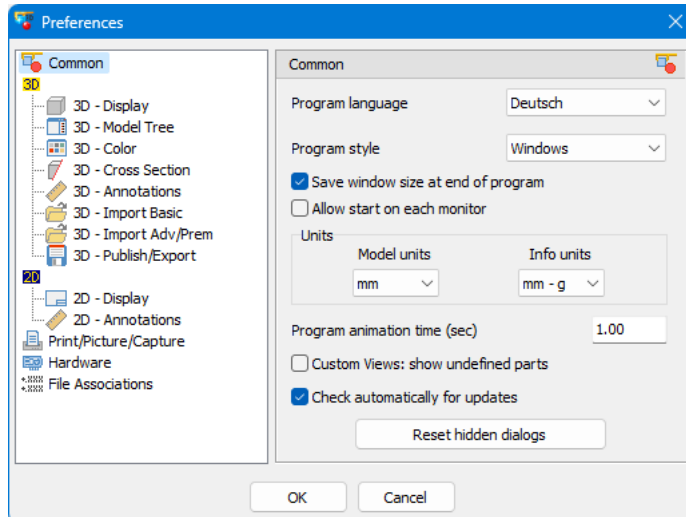 Preferences
Common
3D
3D - Display
3D - Model Tree
3D - Color
3D - Cross Section
3D - Annotations
3D - Import Basic
3D - Import Adv/Prem
3D - Publish/Export
2D
2D - Display
2D - Annotations
Print/Picture/Capture
Hardware
File Associations
Common
Program language Deutsch
Program style Windows
Save window size at end of program
Allow start on each monitor
Units
Model units Info units
mm mm - g
Program animation time (sec) 1.00
Custom Views: show undefined parts
Check automatically for updates
Reset hidden dialogs
OK Cancel